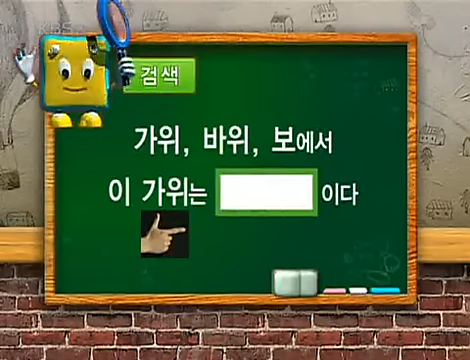 검색
가위, 바위, 보에서
이 가위는 이다